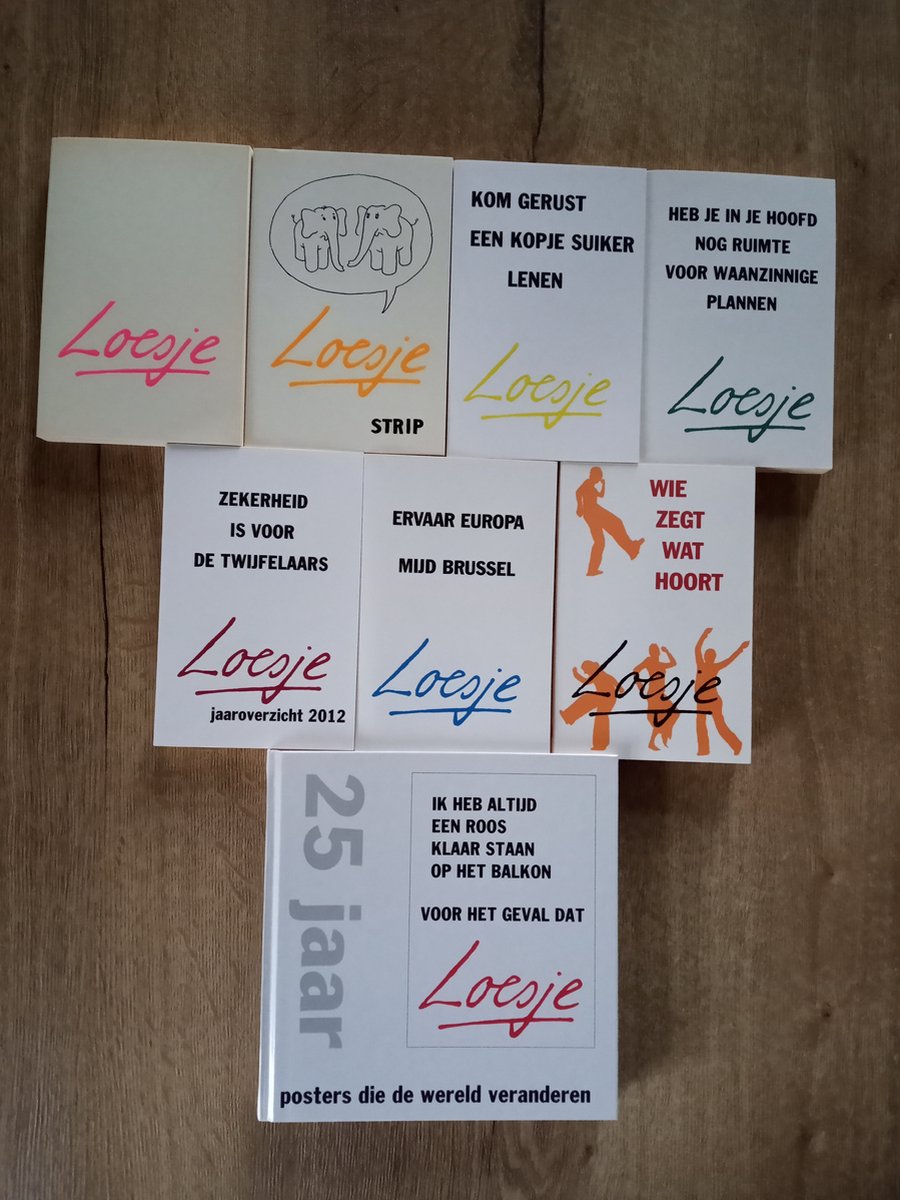 Loesje
Loesje
STRIP
KOM GERUST
EEN KOPJE SUIKER
LENEN
Loesje
HEB JE IN JE HOOFD
NOG RUIMTE
VOOR WAANZINNIGE
PLANNEN
Loesje
ZEKERHEID
IS VOOR
DE TWIJFELAARS
Loesje
jaaroverzicht 2012
ERVAAR EUROPA
MIJD BRUSSEL
Loesje
WIE
ZEGT
WAT
HOORT
Loesje
25 jaar
IK HEB ALTIJD
EEN ROOS
KLAAR STAAN
OP HET BALKON
VOOR HET GEVAL DAT
Loesje
posters die de wereld veranderen